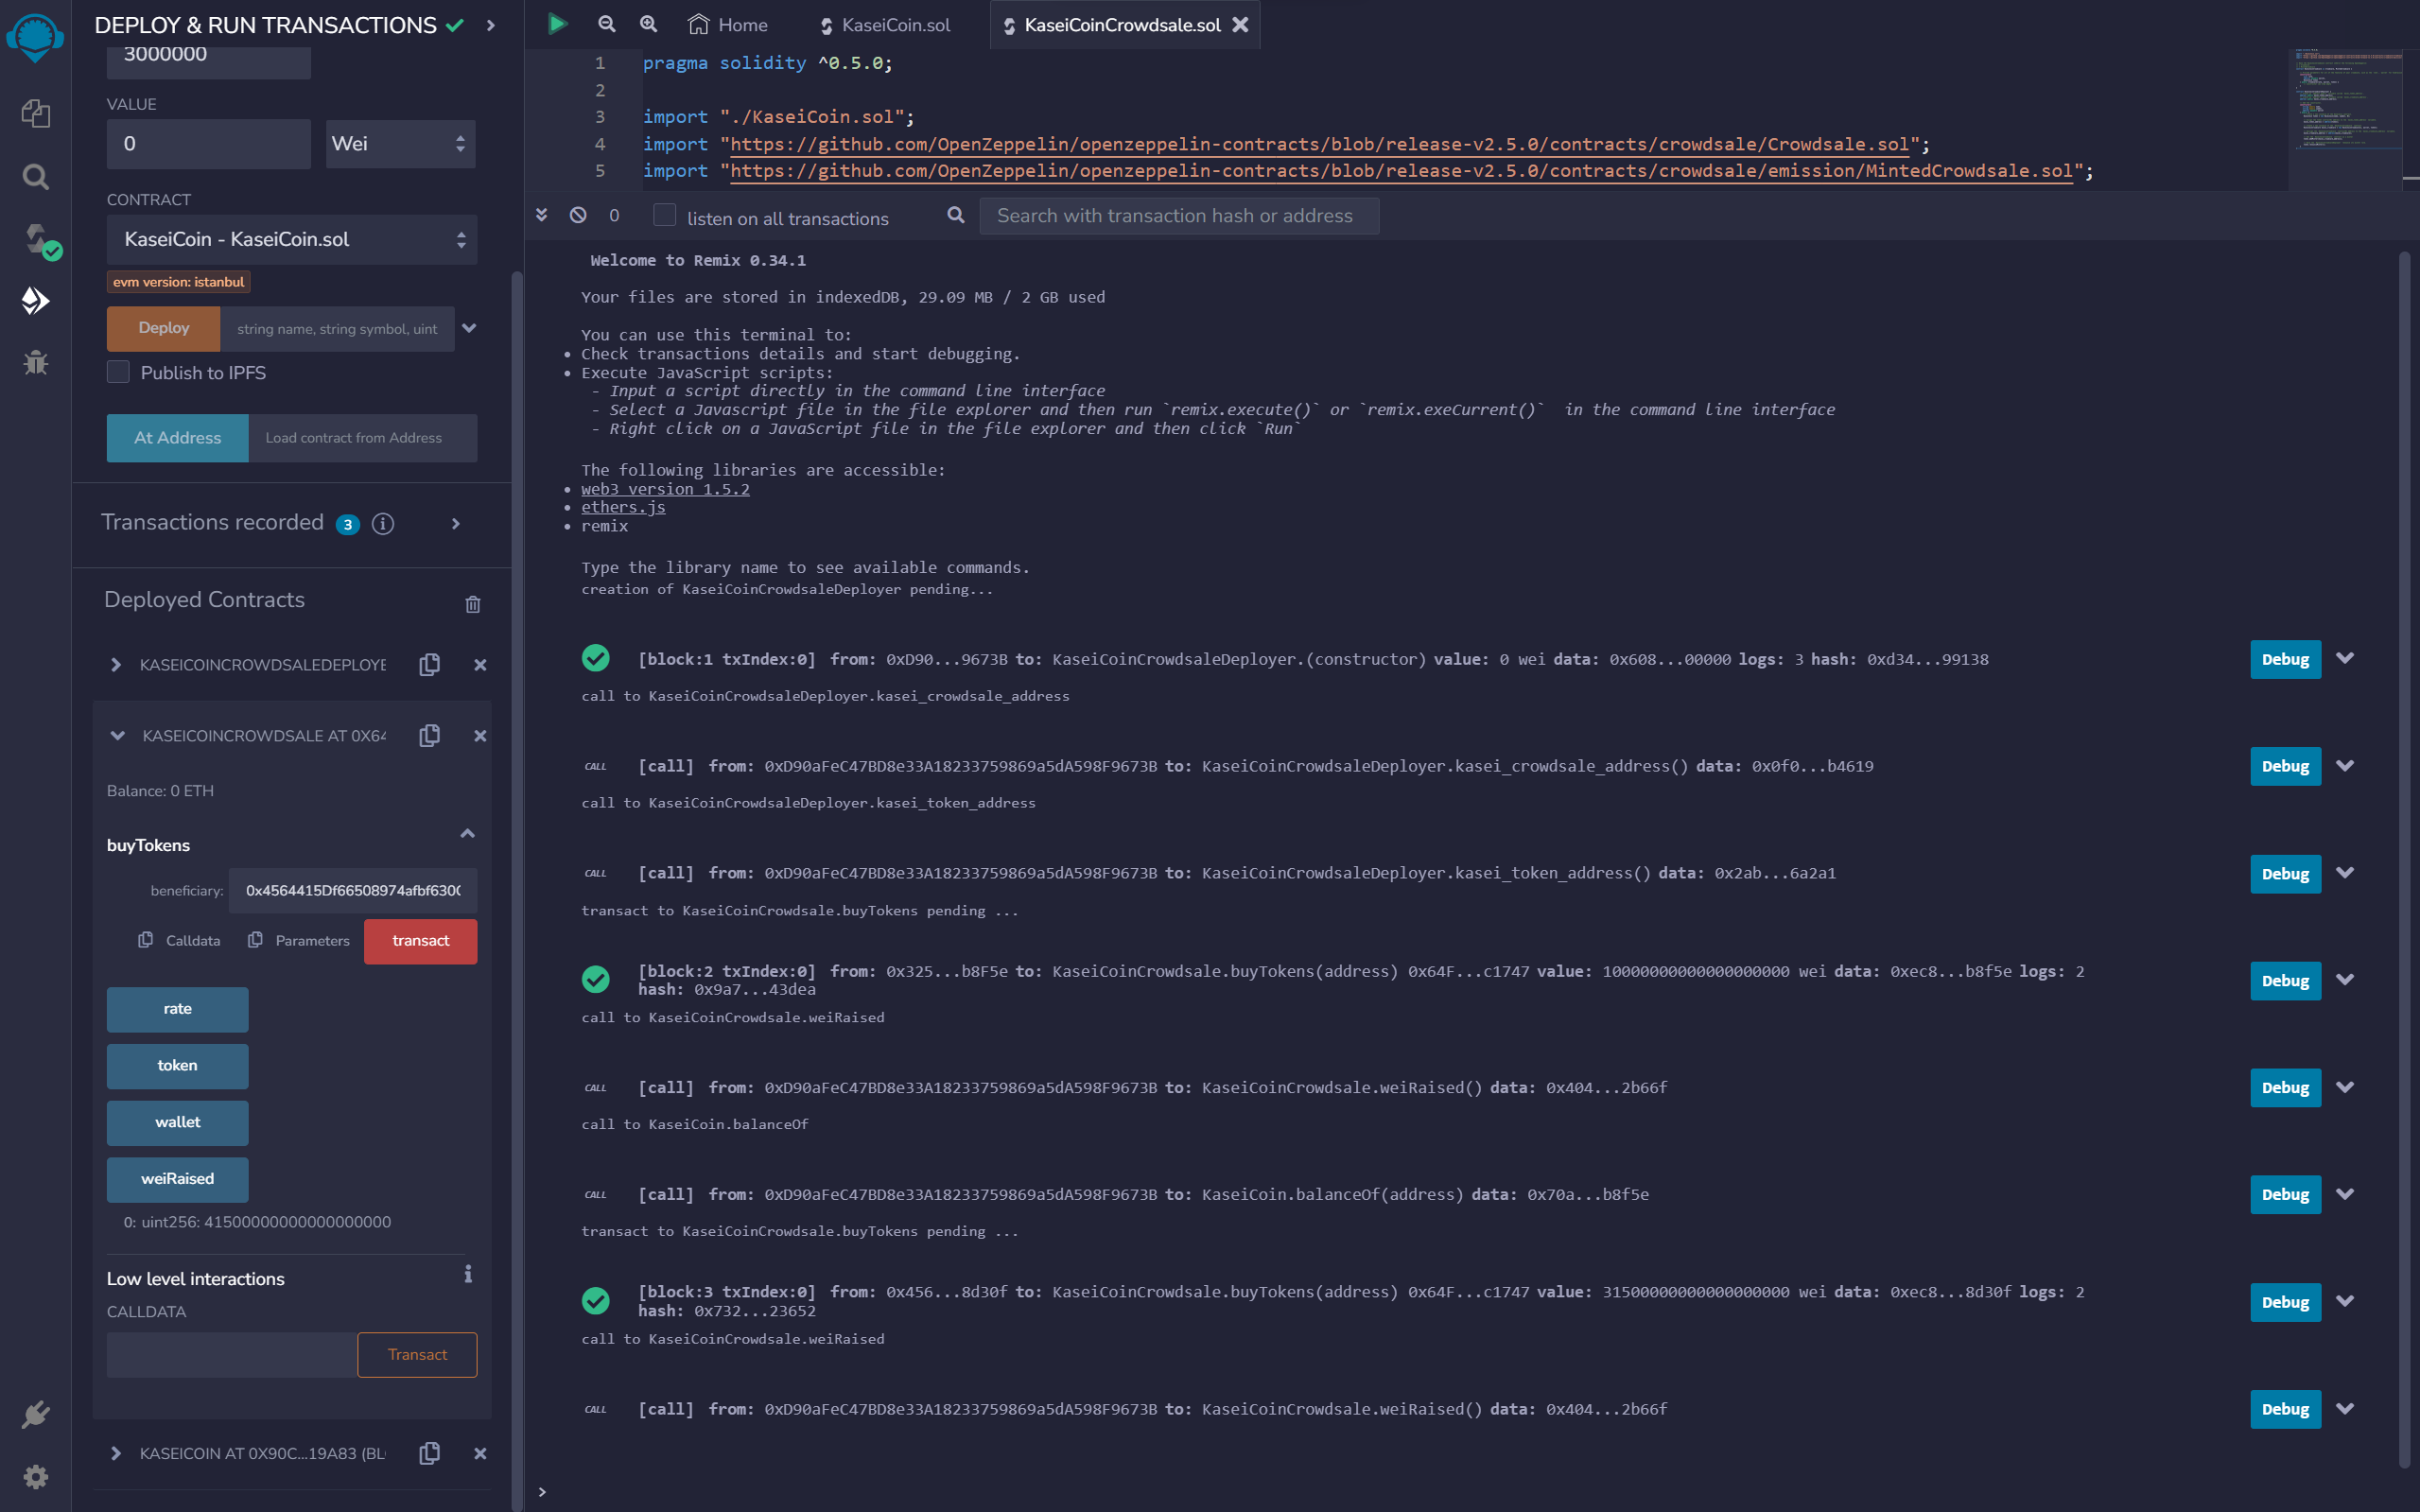 DEPLOY & RUN TRANSACTIONS
3000000
VALUE
0
Wei
CONTRACT
KaseiCoin - KaseiCoin.sol
evm version: istanbul
Deploy
string name, string symbol, uint
Publish to IPFS
At Address
Load contract from Address
Transactions recorded 3
Deployed Contracts
KASEICOINCROWDSALEDEPLOYE
KASEICOINCROWDSALE AT 0X64
Balance: 0 ETH
buyTokens
beneficiary: 0x4564415Df66508974afbf630(
Calldata Parameters transact
rate
token
wallet
weiRaised
0: uint256: 41500000000000000000
Low level interactions
CALLDATA
Transact
KASEICOIN AT 0X90C...19A83 (BL
Home
KaseiCoin.sol
KaseiCoinCrowdsale.sol
1 pragma solidity ^0.5.0;
2
3 import "./KaseiCoin.sol";
4 import "https://github.com/OpenZeppelin/openzeppelin-contracts/blob/release-v2.5.0/contracts/crowdsale/Crowdsale.sol";
5 import "https://github.com/OpenZeppelin/openzeppelin-contracts/blob/release-v2.5.0/contracts/crowdsale/emission/MintedCrowdsale.sol";
0 listen on all transactions Search with transaction hash or address
Welcome to Remix 0.34.1
Your files are stored in indexedDB, 29.09 MB / 2 GB used
You can use this terminal to:
• Check transactions details and start debugging.
• Execute JavaScript scripts:
- Input a script directly in the command line interface
- Select a Javascript file in the file explorer and then run `remix.execute()` or `remix.exeCurrent()`  in the command line interface
- Right click on a JavaScript file in the file explorer and then click `Run`
The following libraries are accessible:
• web3 version 1.5.2
• ethers.js
• remix
Type the library name to see available commands.
creation of KaseiCoinCrowdsaleDeployer pending...
[block:1 txIndex:0] from: 0xD90...9673B to: KaseiCoinCrowdsaleDeployer.(constructor) value: 0 wei data: 0x608...00000 logs: 3 hash: 0xd34...99138 Debug
call to KaseiCoinCrowdsaleDeployer.kasei_crowdsale_address
CALL [call] from: 0xD90aFeC47BD8e33A18233759869a5dA598F9673B to: KaseiCoinCrowdsaleDeployer.kasei_crowdsale_address() data: 0x0f0...b4619 Debug
call to KaseiCoinCrowdsaleDeployer.kasei_token_address
CALL [call] from: 0xD90aFeC47BD8e33A18233759869a5dA598F9673B to: KaseiCoinCrowdsaleDeployer.kasei_token_address() data: 0x2ab...6a2a1 Debug
transact to KaseiCoinCrowdsale.buyTokens pending ...
[block:2 txIndex:0] from: 0x325...b8F5e to: KaseiCoinCrowdsale.buyTokens(address) 0x64F...c1747 value: 10000000000000000000 wei data: 0xec8...b8f5e logs: 2 Debug
hash: 0x9a7...43dea
call to KaseiCoinCrowdsale.weiRaised
CALL [call] from: 0xD90aFeC47BD8e33A18233759869a5dA598F9673B to: KaseiCoinCrowdsale.weiRaised() data: 0x404...2b66f Debug
call to KaseiCoin.balanceOf
CALL [call] from: 0xD90aFeC47BD8e33A18233759869a5dA598F9673B to: KaseiCoin.balanceOf(address) data: 0x70a...b8f5e Debug
transact to KaseiCoinCrowdsale.buyTokens pending ...
[block:3 txIndex:0] from: 0x456...8d30f to: KaseiCoinCrowdsale.buyTokens(address) 0x64F...c1747 value: 31500000000000000000 wei data: 0xec8...8d30f logs: 2 Debug
hash: 0x732...23652
call to KaseiCoinCrowdsale.weiRaised
CALL [call] from: 0xD90aFeC47BD8e33A18233759869a5dA598F9673B to: KaseiCoinCrowdsale.weiRaised() data: 0x404...2b66f Debug
>